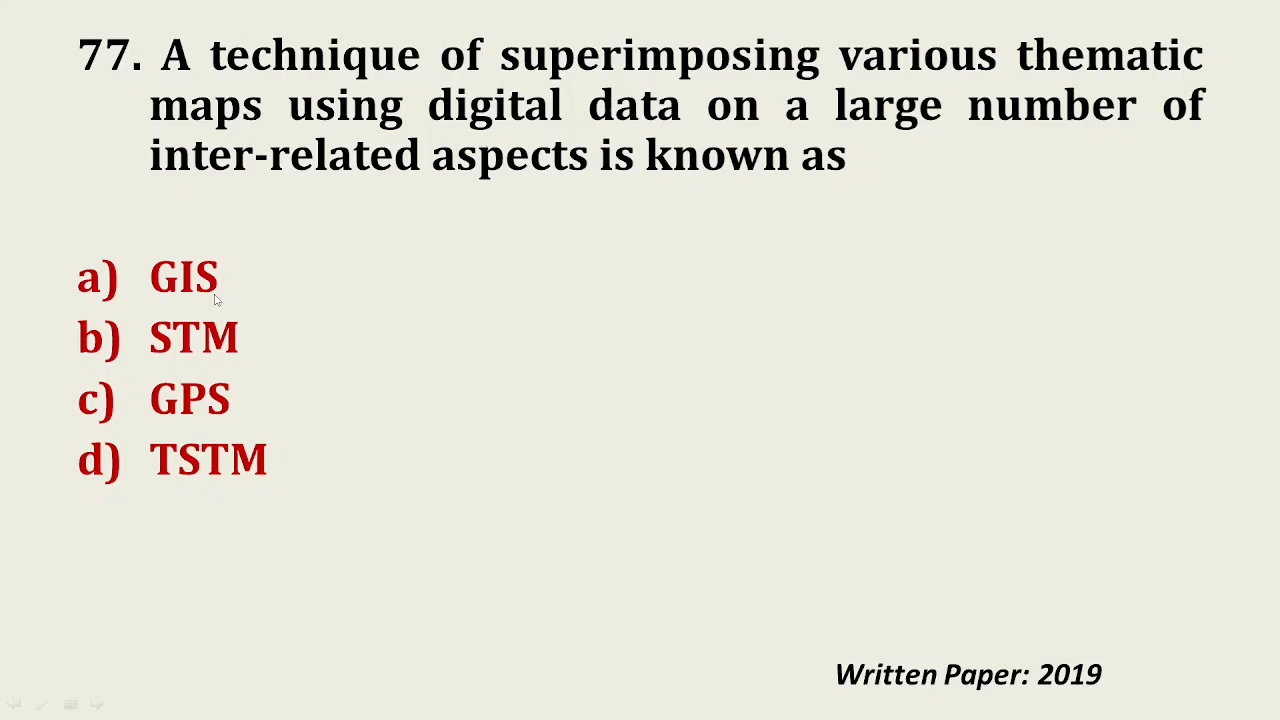 77. A technique of superimposing various thematic
maps using digital data on a large number of
inter-related aspects is known as
a) GIS
b) STM
c) GPS
d) TSTM
Written Paper: 2019